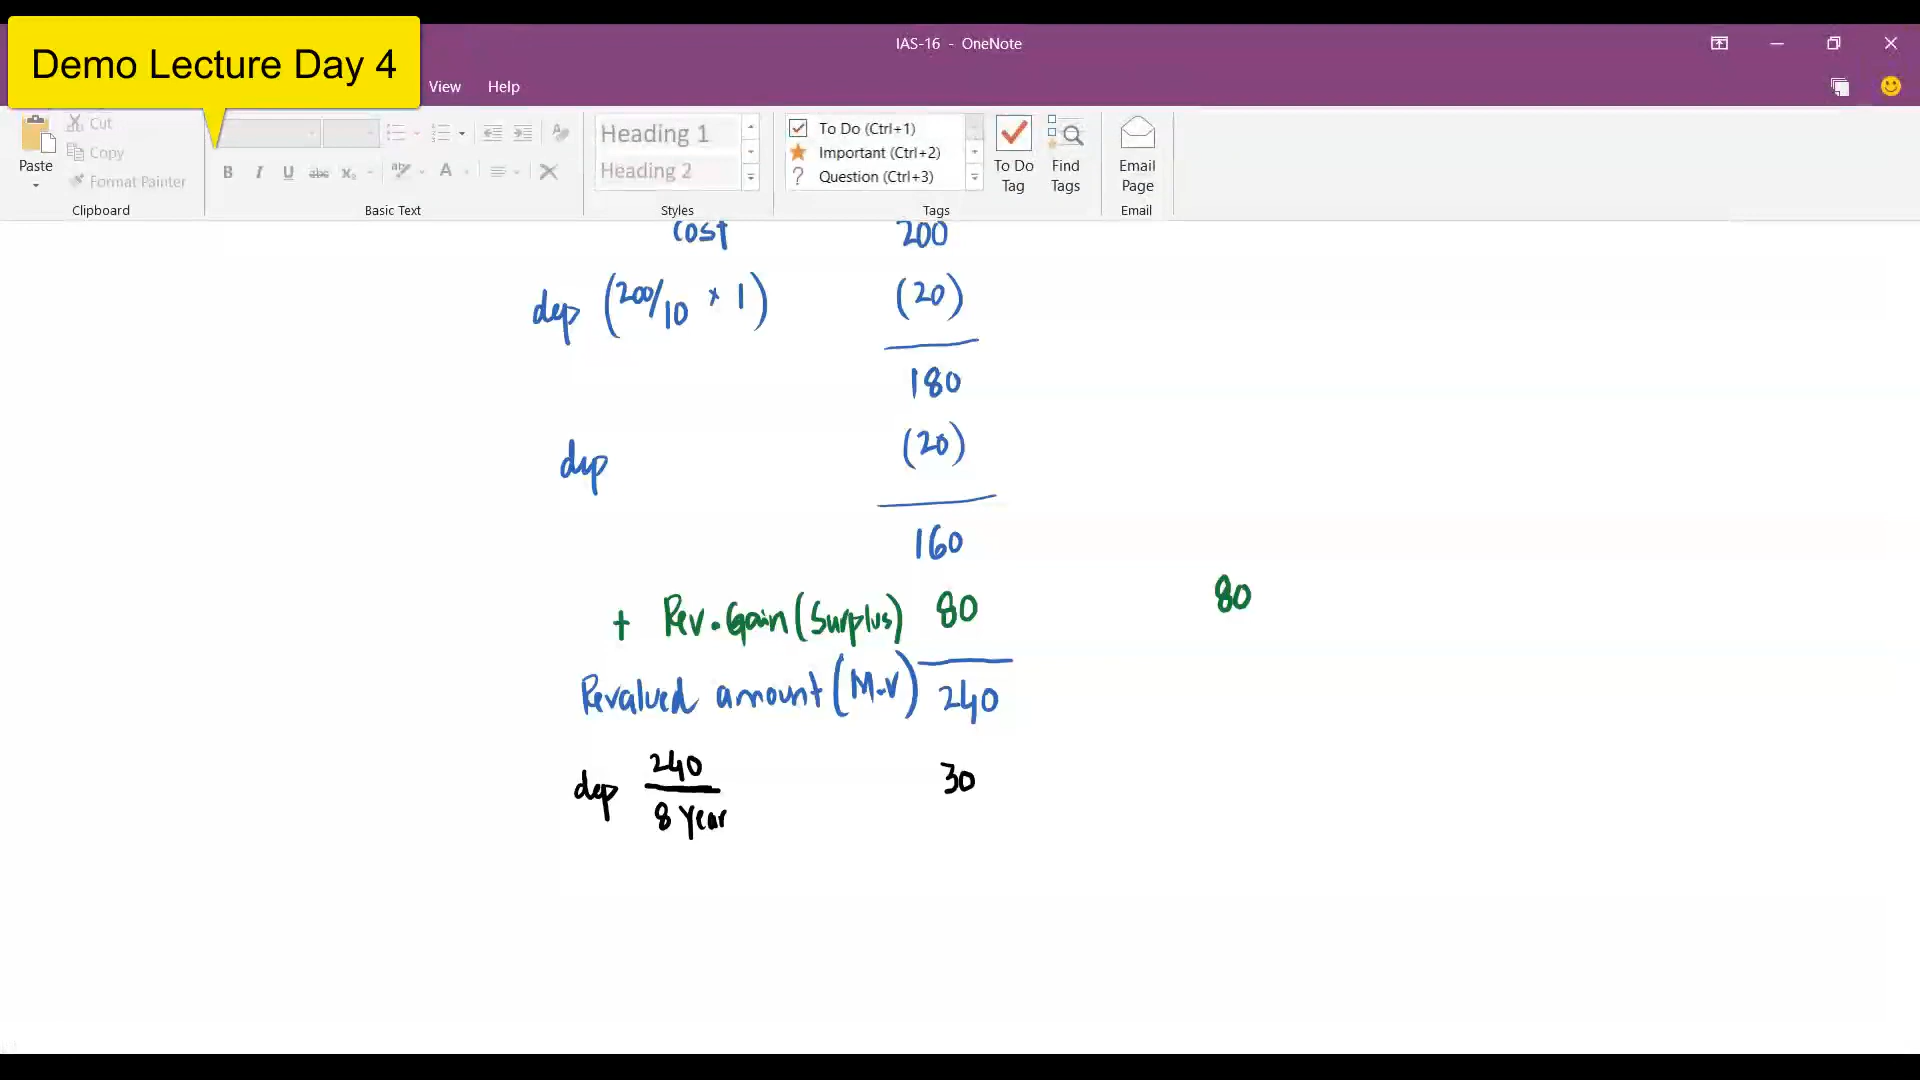 Demo Lecture Day 4
IAS-16 - OneNote
View Help
Paste
Cut
Copy
Format Painter
Clipboard
B I U abc x
A
Basic Text
Heading 1
Heading 2
Styles
To Do (Ctrl+1)
Important (Ctrl+2)
? Question (Ctrl+3)
Tags
To Do Tag
Find Tags
Email Page
Email
cost 200
dep (200/10 × 1) (20)
180
dep (20)
160
+ Rev. Gain (Surplus) 80 80
Revalued amount (M.V) 240
dep 240 30
8 Year